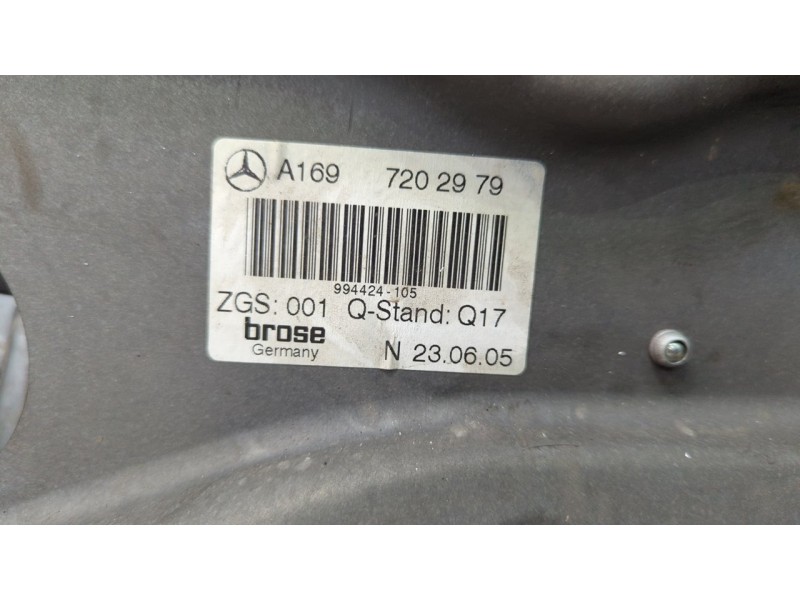 A169 720 29 79
994424-105
ZGS: 001 Q-Stand: Q17
brose
Germany N 23.06.05